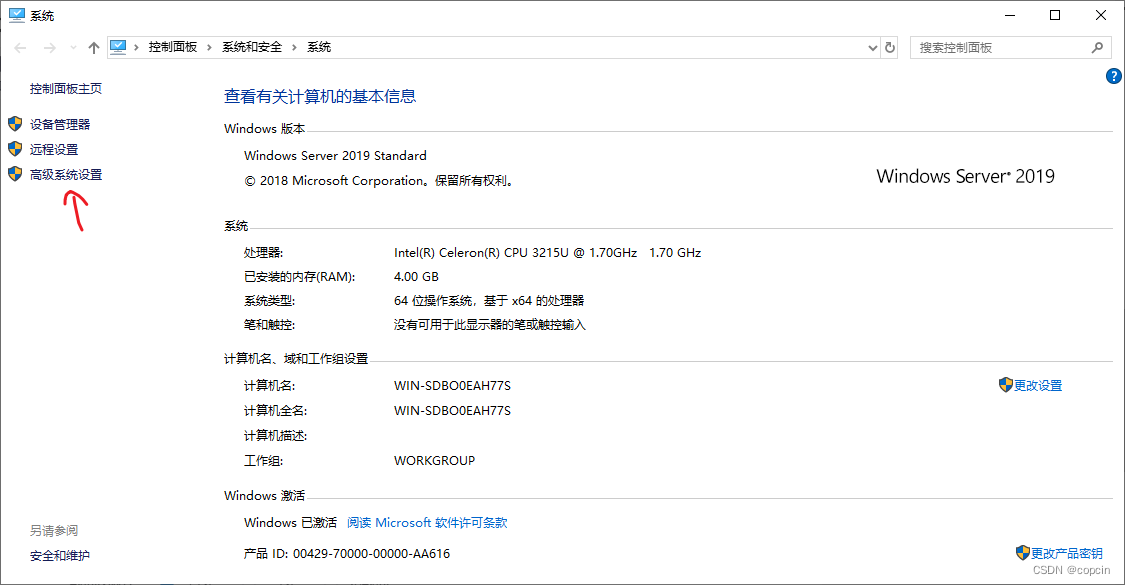 系统
控制面板 › 系统和安全 › 系统
搜索控制面板
?
控制面板主页
设备管理器
远程设置
高级系统设置
查看有关计算机的基本信息
Windows 版本
Windows Server 2019 Standard
© 2018 Microsoft Corporation。保留所有权利。
Windows Server® 2019
系统
处理器: Intel(R) Celeron(R) CPU 3215U @ 1.70GHz 1.70 GHz
已安装的内存(RAM): 4.00 GB
系统类型: 64 位操作系统，基于 x64 的处理器
笔和触控: 没有可用于此显示器的笔或触控输入
计算机名、域和工作组设置
计算机名: WIN-SDBO0EAH77S 更改设置
计算机全名: WIN-SDBO0EAH77S
计算机描述:
工作组: WORKGROUP
Windows 激活
Windows 已激活 阅读 Microsoft 软件许可条款
产品 ID: 00429-70000-00000-AA616 更改产品密钥
另请参阅
安全和维护
CSDN @copcin